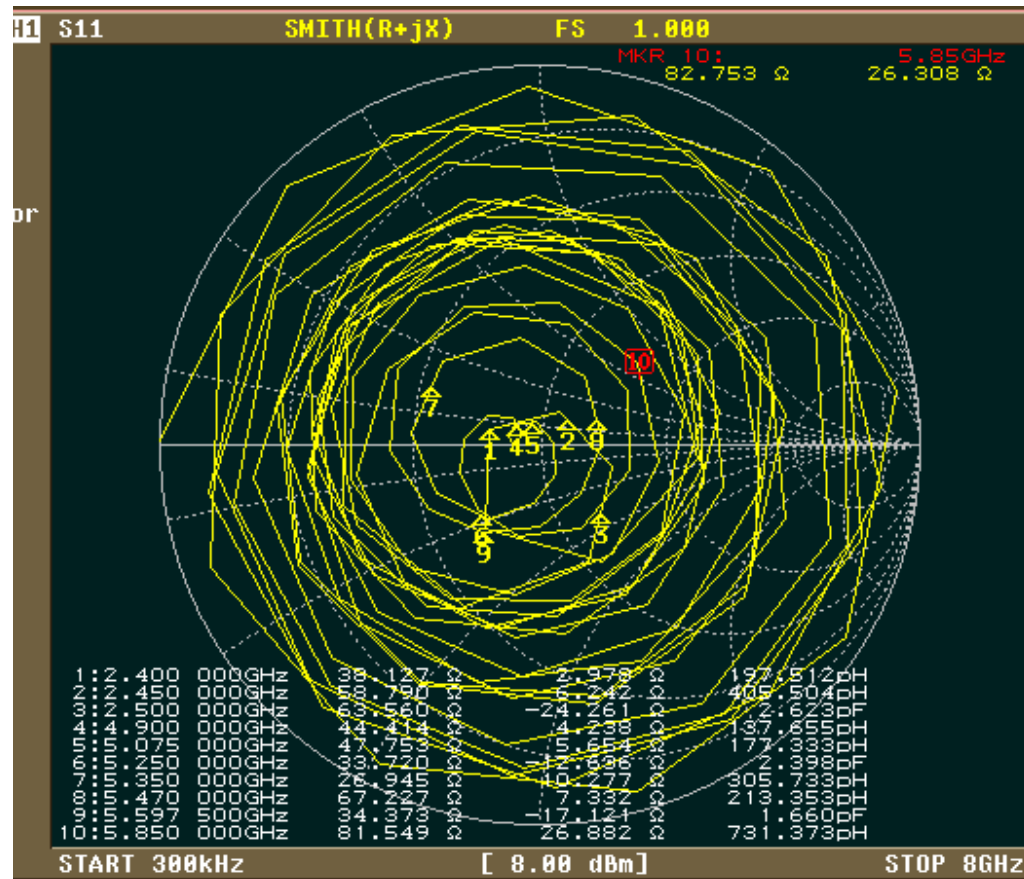 H1 S11 SMITH(R+jX) FS 1.000
MKR 10: 5.85GHz
82.753 Ω 26.308 Ω
or
10
7
1 4 5 2 8
6 3
9
1:2.400 000GHz 38.127 Ω 2.978 Ω 197.512pH
2:2.450 000GHz 58.790 Ω 6.242 Ω 405.504pH
3:2.500 000GHz 63.560 Ω -24.261 Ω 2.623pF
4:4.900 000GHz 44.414 Ω 4.238 Ω 137.655pH
5:5.075 000GHz 47.753 Ω 5.654 Ω 177.333pH
6:5.250 000GHz 33.720 Ω -12.636 Ω 2.398pF
7:5.350 000GHz 26.945 Ω 10.277 Ω 305.733pH
8:5.470 000GHz 67.227 Ω 7.332 Ω 213.353pH
9:5.597 500GHz 34.373 Ω -17.121 Ω 1.660pF
10:5.850 000GHz 81.549 Ω 26.882 Ω 731.373pH
START 300kHz [ 8.00 dBm] STOP 8GHz